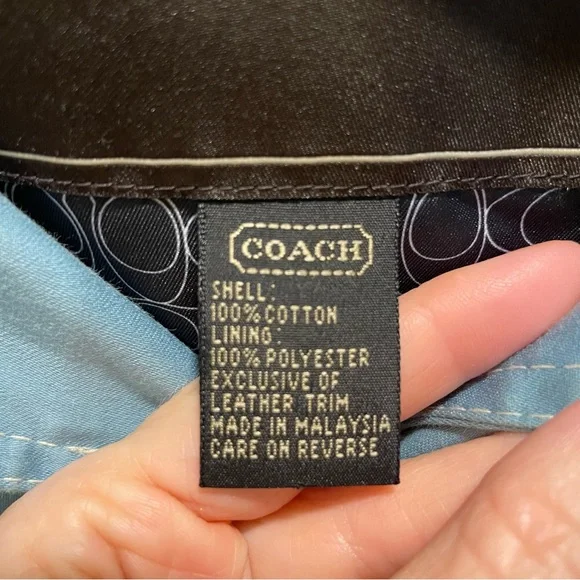 COACH
SHELL:
100% COTTON
LINING:
100% POLYESTER
EXCLUSIVE OF
LEATHER TRIM
MADE IN MALAYSIA
CARE ON REVERSE